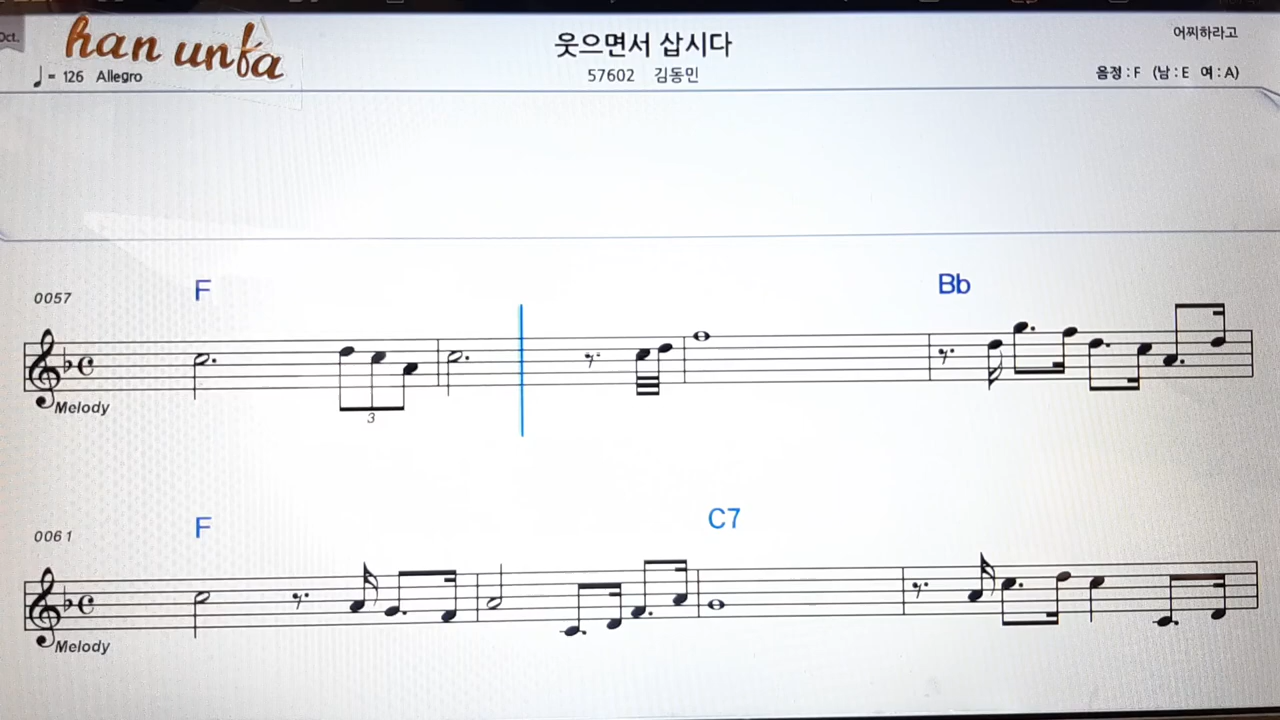 Oct.
han unfa
웃으면서 삽시다
어찌하라고
= 126 Allegro
57602 김동민
음정 : F (남 : E 여 : A)
0057
F
Bb
Melody
3
0061
F
C7
Melody